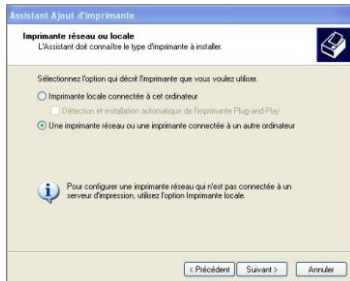 Assistant Ajout d'imprimante
Imprimante réseau ou locale
L'Assistant doit connaître le type d'imprimante à installer.
Sélectionnez l'option qui décrit l'imprimante que vous voulez utiliser.
Imprimante locale connectée à cet ordinateur
Détection et installation automatique de l'imprimante Plug-and-Play
Une imprimante réseau ou une imprimante connectée à un autre ordinateur
Pour configurer une imprimante réseau qui n'est pas connectée à un
serveur d'impression, utilisez l'option Imprimante locale.
< Précédent Suivant > Annuler